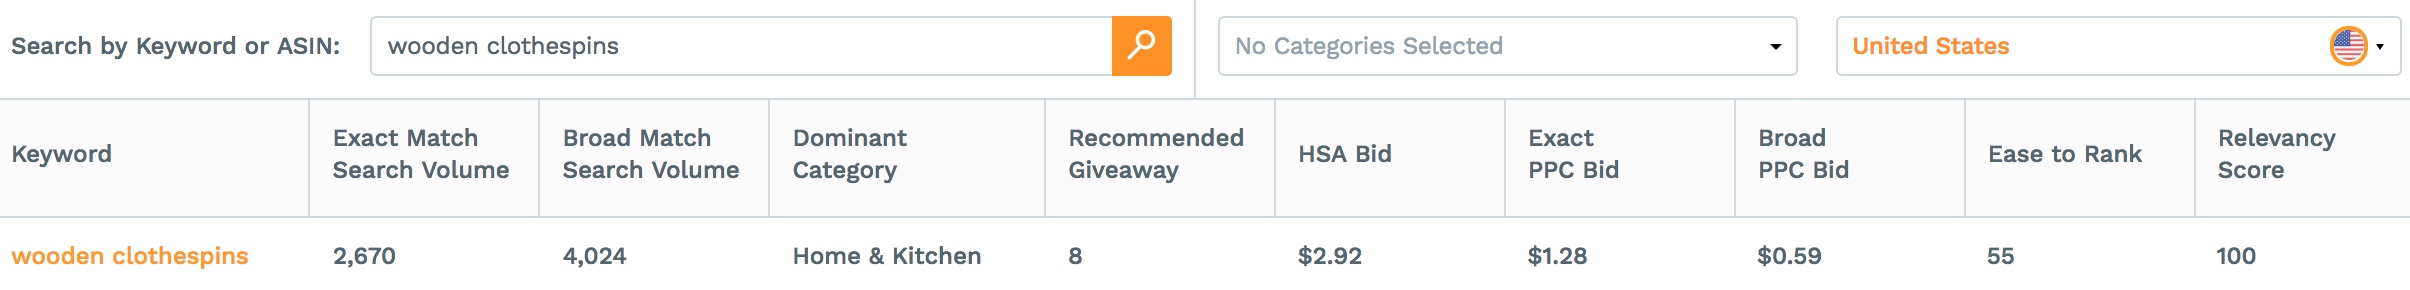 Search by Keyword or ASIN: wooden clothespins No Categories Selected United States
Keyword
Exact Match
Search Volume
Broad Match
Search Volume
Dominant
Category
Recommended
Giveaway
HSA Bid
Exact
PPC Bid
Broad
PPC Bid
Ease to Rank
Relevancy
Score
wooden clothespins 2,670 4,024 Home & Kitchen 8 $2.92 $1.28 $0.59 55 100